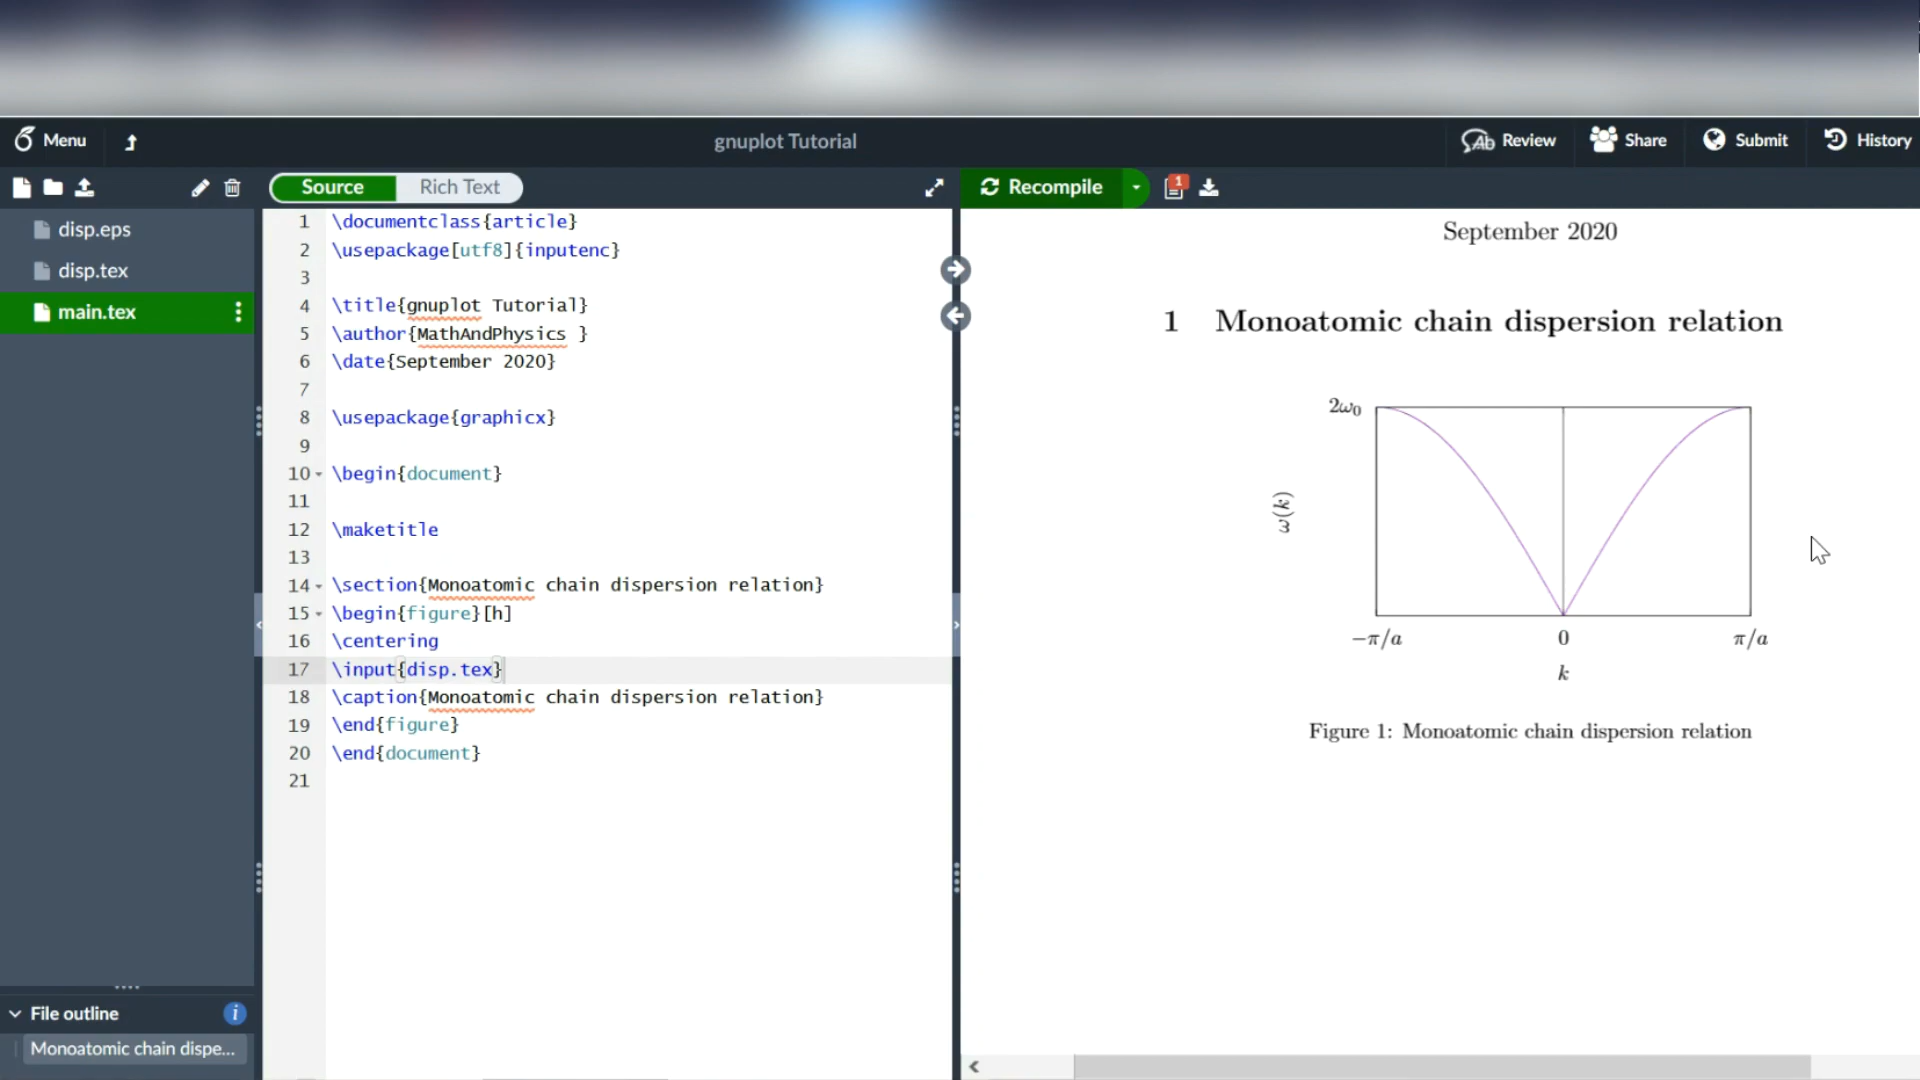 Menu
gnuplot Tutorial
Review
Share
Submit
History
Source
Rich Text
Recompile
1
disp.eps
disp.tex
main.tex
File outline
Monoatomic chain dispe...
1 \documentclass{article}
2 \usepackage[utf8]{inputenc}
3
4 \title{gnuplot Tutorial}
5 \author{MathAndPhysics }
6 \date{September 2020}
7
8 \usepackage{graphicx}
9
10 \begin{document}
11
12 \maketitle
13
14 \section{Monoatomic chain dispersion relation}
15 \begin{figure}[h]
16 \centering
17 \input{disp.tex}
18 \caption{Monoatomic chain dispersion relation}
19 \end{figure}
20 \end{document}
21
September 2020
1 Monoatomic chain dispersion relation
2ω₀
ω(k)
−π/a 0 π/a
k
Figure 1: Monoatomic chain dispersion relation